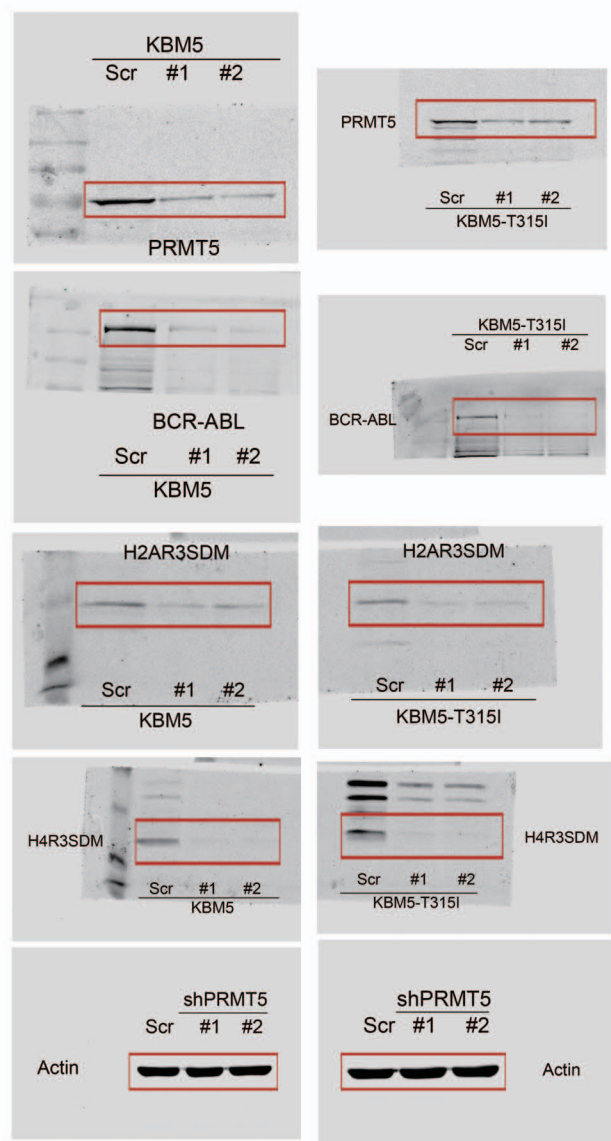 KBM5
Scr #1 #2
PRMT5
PRMT5
Scr #1 #2
KBM5-T315I
BCR-ABL
Scr #1 #2
KBM5
KBM5-T315I
Scr #1 #2
BCR-ABL
H2AR3SDM
Scr #1 #2
KBM5
H2AR3SDM
Scr #1 #2
KBM5-T315I
H4R3SDM
Scr #1 #2
KBM5
H4R3SDM
Scr #1 #2
KBM5-T315I
shPRMT5
Scr #1 #2
Actin
shPRMT5
Scr #1 #2
Actin